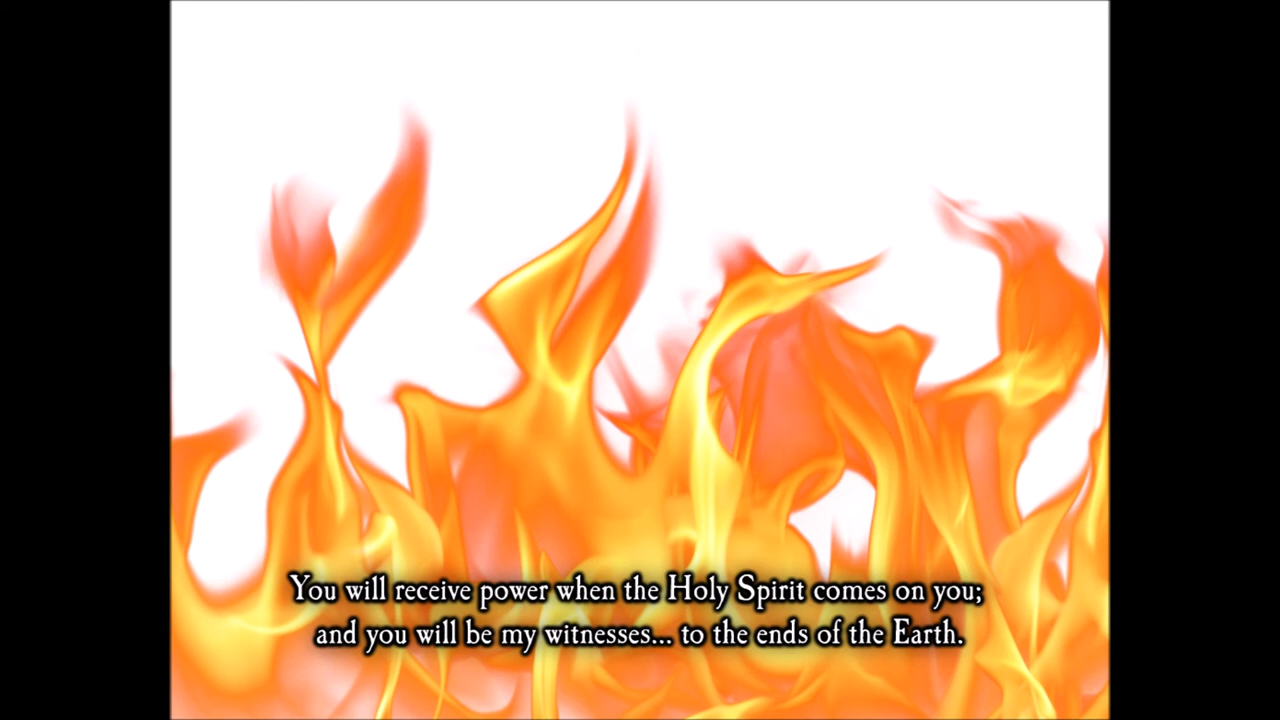 You will receive power when the Holy Spirit comes on you;
and you will be my witnesses... to the ends of the Earth.